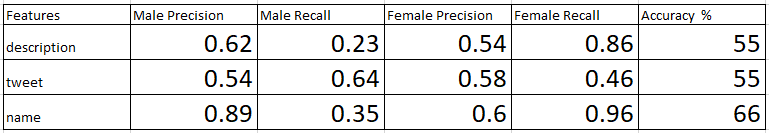 Features Male Precision Male Recall Female Precision Female Recall Accuracy %
description 0.62 0.23 0.54 0.86 55
tweet 0.54 0.64 0.58 0.46 55
name 0.89 0.35 0.6 0.96 66